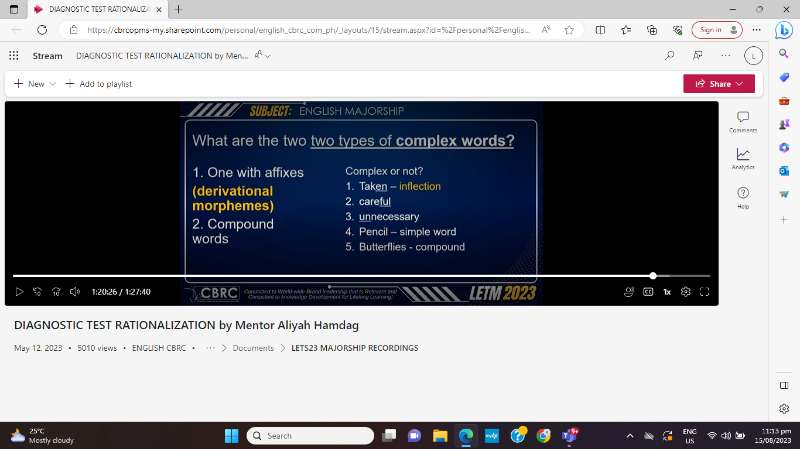 DIAGNOSTIC TEST RATIONALIZA
https://cbrcopms-my.sharepoint.com/personal/english_cbrc_com_ph/_layouts/15/stream.aspx?id=%2Fpersonal%2Fenglis...
Sign in
Stream
DIAGNOSTIC TEST RATIONALIZATION by Men...
L
New
Add to playlist
Share
SUBJECT: ENGLISH MAJORSHIP
What are the two two types of complex words?
1. One with affixes
(derivational
morphemes)
2. Compound
words
Complex or not?
1. Taken – inflection
2. careful
3. unnecessary
4. Pencil – simple word
5. Butterflies - compound
CBRC
Committed to World-wide Brand leadership that is Relevant and
Consistent to Knowledge Development for Lifelong Learning!
LETM 2023
1:20:26 / 1:27:40
1x
Comments
Analytics
Help
DIAGNOSTIC TEST RATIONALIZATION by Mentor Aliyah Hamdag
May 12, 2023 • 5010 views • ENGLISH CBRC • ··· > Documents > LETS23 MAJORSHIP RECORDINGS
25°C
Mostly cloudy
Search
ENG
US
11:13 pm
15/08/2023